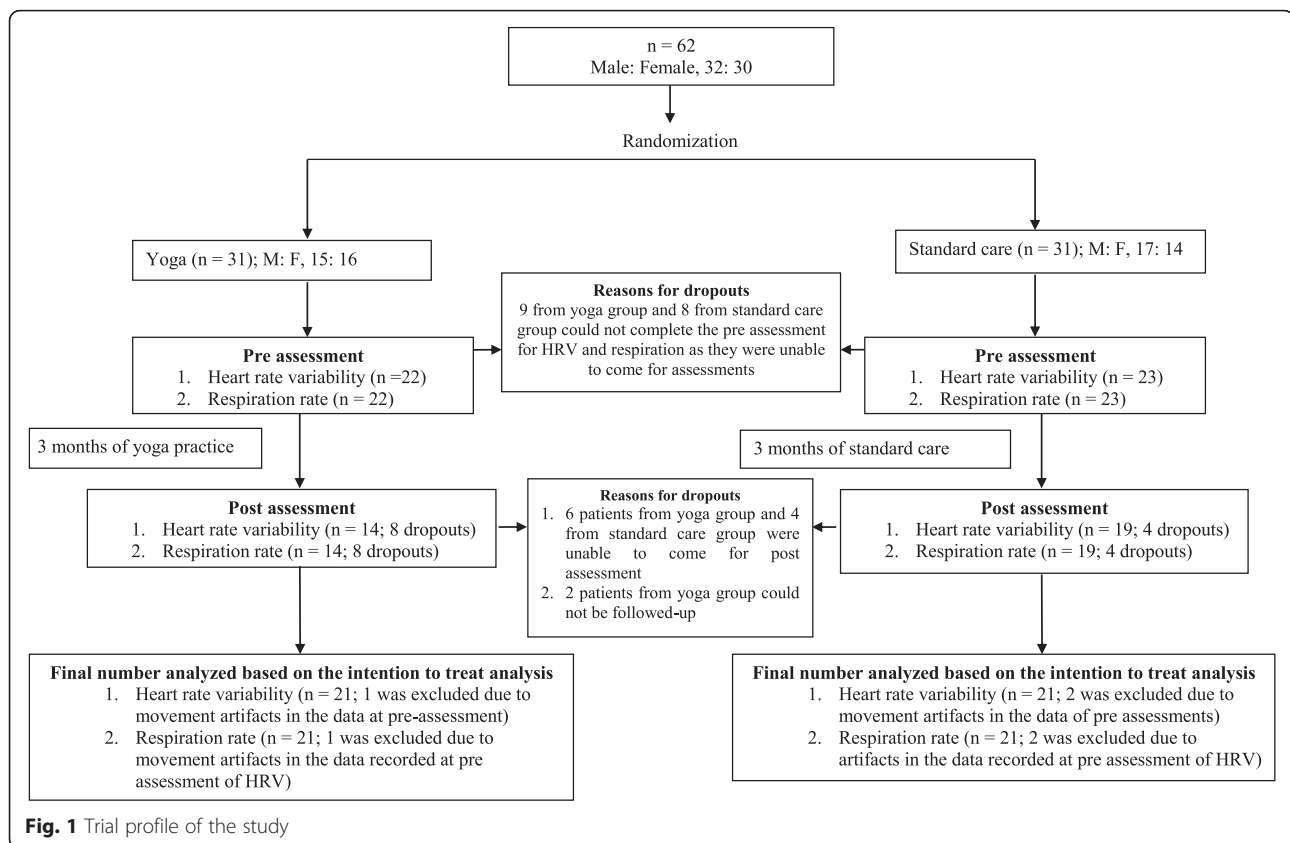 n = 62
Male: Female, 32: 30
Randomization
Yoga (n = 31); M: F, 15: 16
Standard care (n = 31); M: F, 17: 14
Reasons for dropouts
9 from yoga group and 8 from standard care
group could not complete the pre assessment
for HRV and respiration as they were unable
to come for assessments
Pre assessment
1. Heart rate variability (n =22)
2. Respiration rate (n = 22)
Pre assessment
1. Heart rate variability (n = 23)
2. Respiration rate (n = 23)
3 months of yoga practice
3 months of standard care
Post assessment
1. Heart rate variability (n = 14; 8 dropouts)
2. Respiration rate (n = 14; 8 dropouts)
Reasons for dropouts
1. 6 patients from yoga group and 4
from standard care group were
unable to come for post
assessment
2. 2 patients from yoga group could
not be followed-up
Post assessment
1. Heart rate variability (n = 19; 4 dropouts)
2. Respiration rate (n = 19; 4 dropouts)
Final number analyzed based on the intention to treat analysis
1. Heart rate variability (n = 21; 1 was excluded due to
movement artifacts in the data at pre-assessment)
2. Respiration rate (n = 21; 1 was excluded due to
movement artifacts in the data recorded at pre
assessment of HRV)
Final number analyzed based on the intention to treat analysis
1. Heart rate variability (n = 21; 2 was excluded due to
movement artifacts in the data of pre assessments)
2. Respiration rate (n = 21; 2 was excluded due to
artifacts in the data recorded at pre assessment of HRV)
Fig. 1 Trial profile of the study